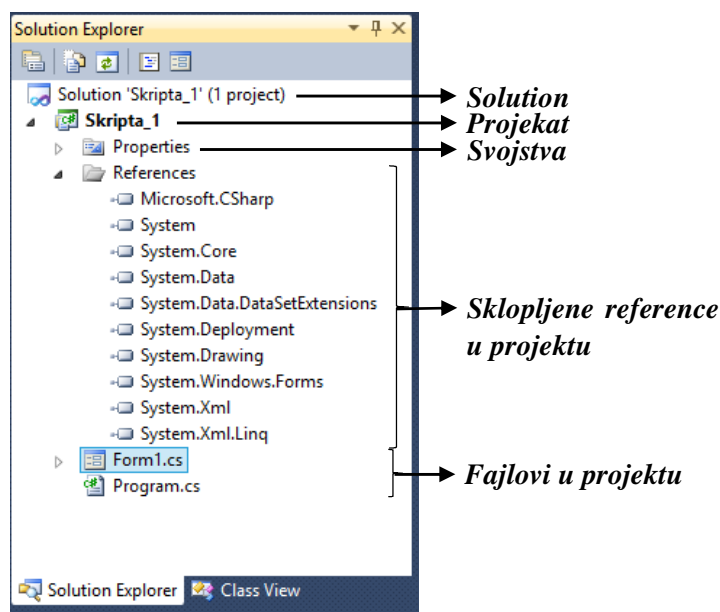 Solution Explorer
Solution 'Skripta_1' (1 project)
Solution
Skripta_1
Projekat
Properties
Svojstva
References
Microsoft.CSharp
System
System.Core
System.Data
System.Data.DataSetExtensions
System.Deployment
System.Drawing
System.Windows.Forms
System.Xml
System.Xml.Linq
Sklopljene reference
u projektu
Form1.cs
Program.cs
Fajlovi u projektu
Solution Explorer
Class View